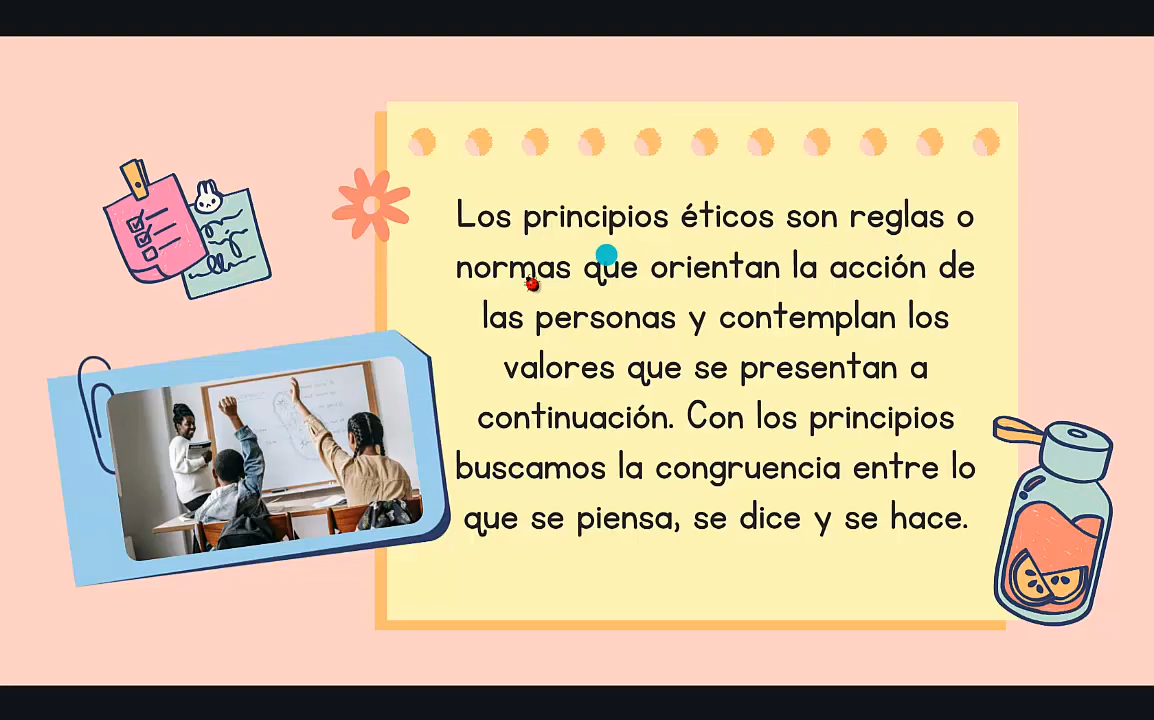 Los principios éticos son reglas o
normas que orientan la acción de
las personas y contemplan los
valores que se presentan a
continuación. Con los principios
buscamos la congruencia entre lo
que se piensa, se dice y se hace.